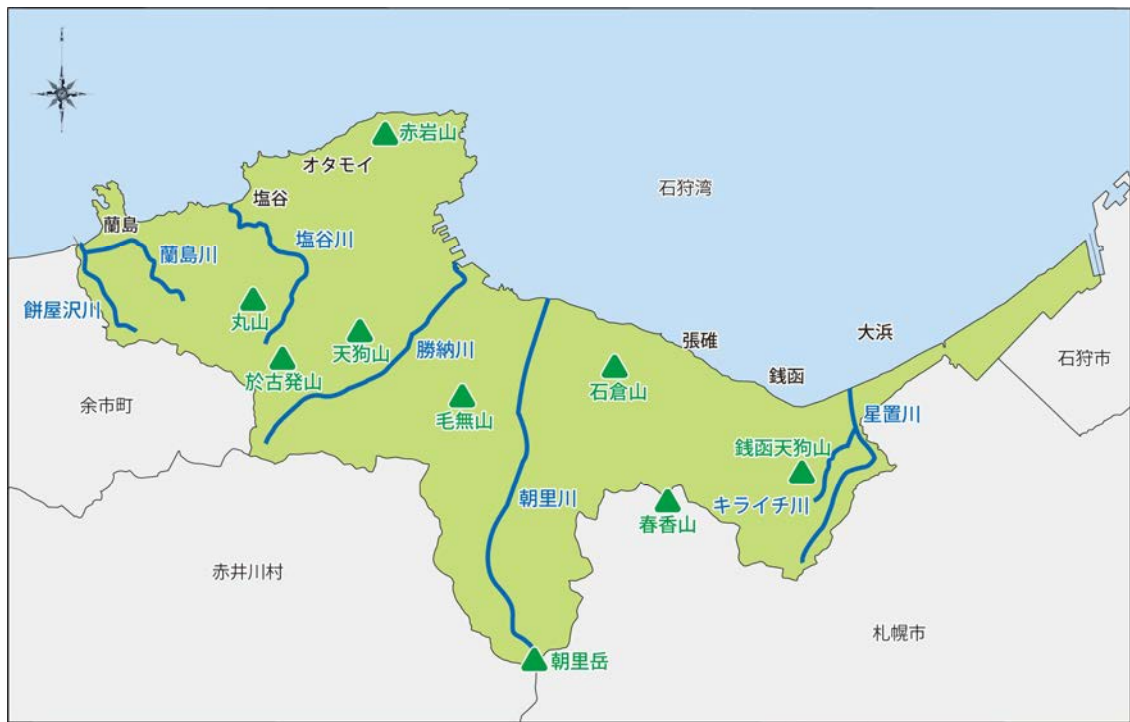 赤岩山
オタモイ
石狩湾
塩谷
蘭島
塩谷川
蘭島川
餅屋沢川
丸山
天狗山
勝納川
張碓
大浜
銭函
石倉山
石狩市
於古発山
毛無山
余市町
星置川
銭函天狗山
朝里川
キライチ川
春香山
赤井川村
札幌市
朝里岳